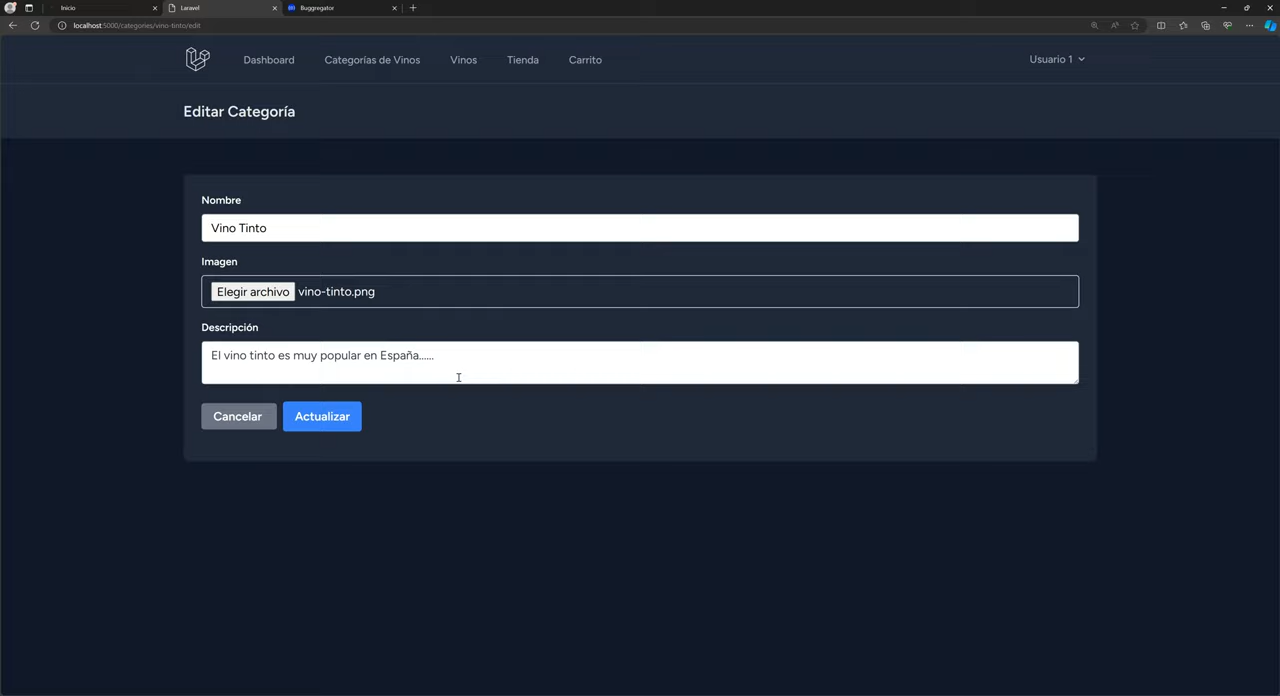 Inicio
Laravel
Buggregator
localhost:5000/categories/vino-tinto/edit
Dashboard
Categorías de Vinos
Vinos
Tienda
Carrito
Usuario 1
Editar Categoría
Nombre
Vino Tinto
Imagen
Elegir archivo vino-tinto.png
Descripción
El vino tinto es muy popular en España......
Cancelar
Actualizar